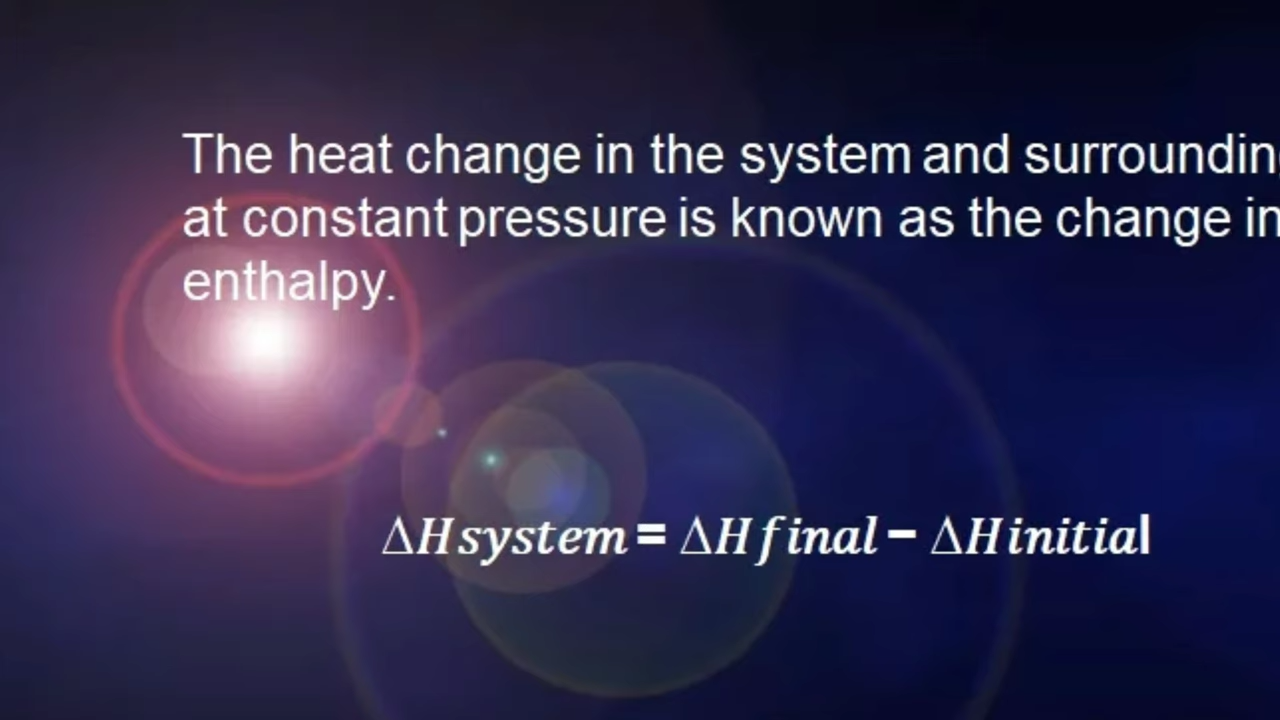 The heat change in the system and surroundin
at constant pressure is known as the change in
enthalpy.
ΔHsystem = ΔHfinal − ΔHinitial